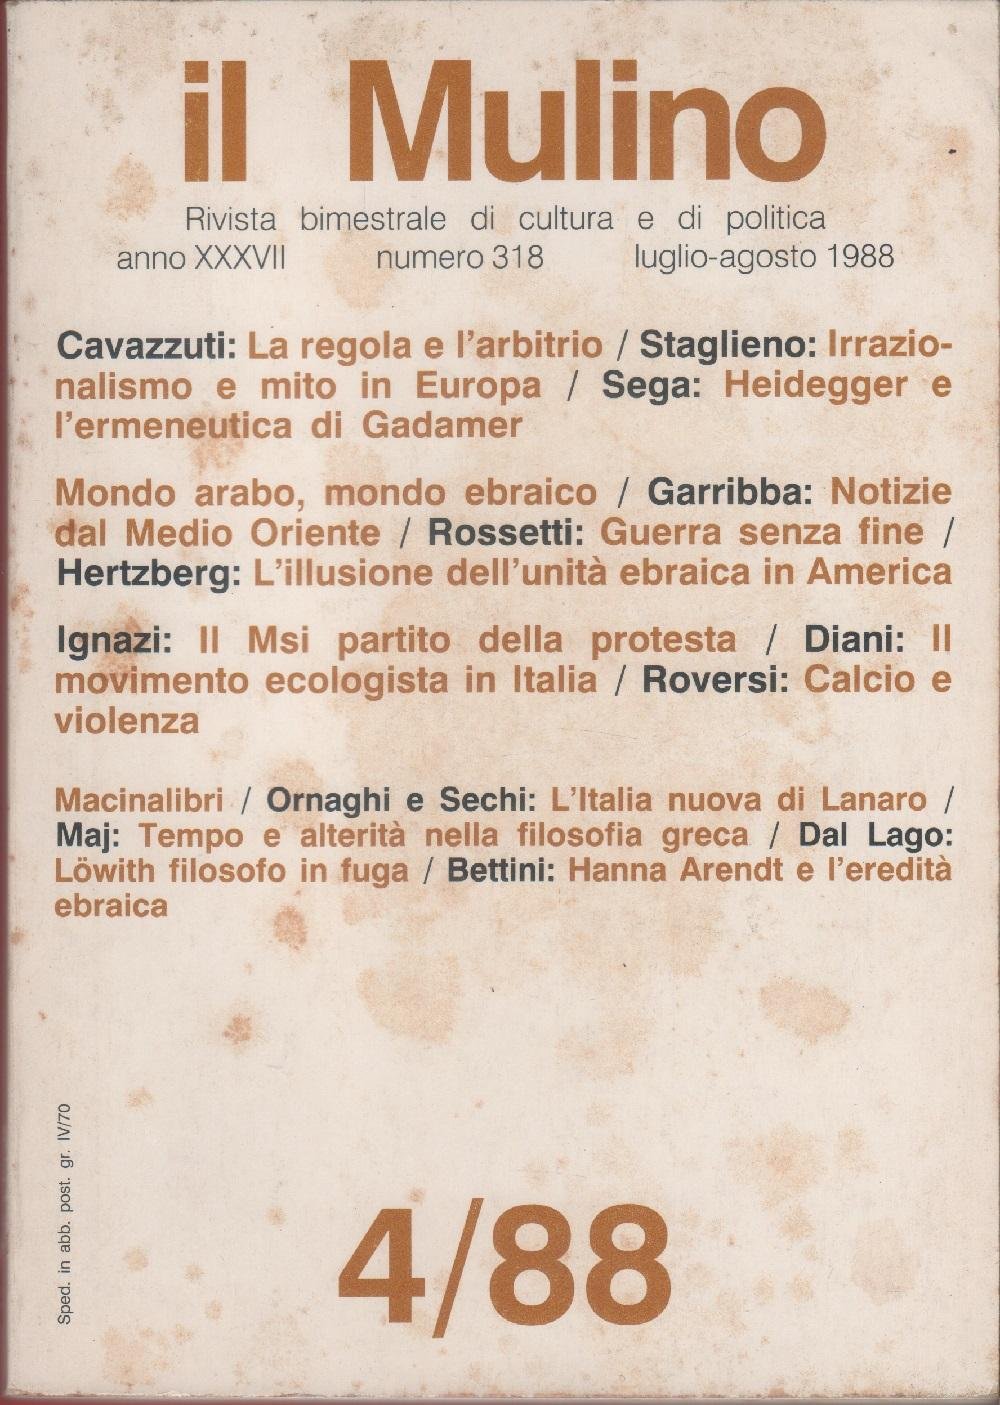 il Mulino
Rivista bimestrale di cultura e di politica
anno XXXVII numero 318 luglio-agosto 1988
Cavazzuti: La regola e l'arbitrio / Staglieno: Irrazio-
nalismo e mito in Europa / Sega: Heidegger e
l'ermeneutica di Gadamer
Mondo arabo, mondo ebraico / Garribba: Notizie
dal Medio Oriente / Rossetti: Guerra senza fine /
Hertzberg: L'illusione dell'unità ebraica in America
Ignazi: Il Msi partito della protesta / Diani: Il
movimento ecologista in Italia / Roversi: Calcio e
violenza
Macinalibri / Ornaghi e Sechi: L'Italia nuova di Lanaro /
Maj: Tempo e alterità nella filosofia greca / Dal Lago:
Löwith filosofo in fuga / Bettini: Hanna Arendt e l'eredità
ebraica
Sped. in abb. post. gr. IV/70
4/88